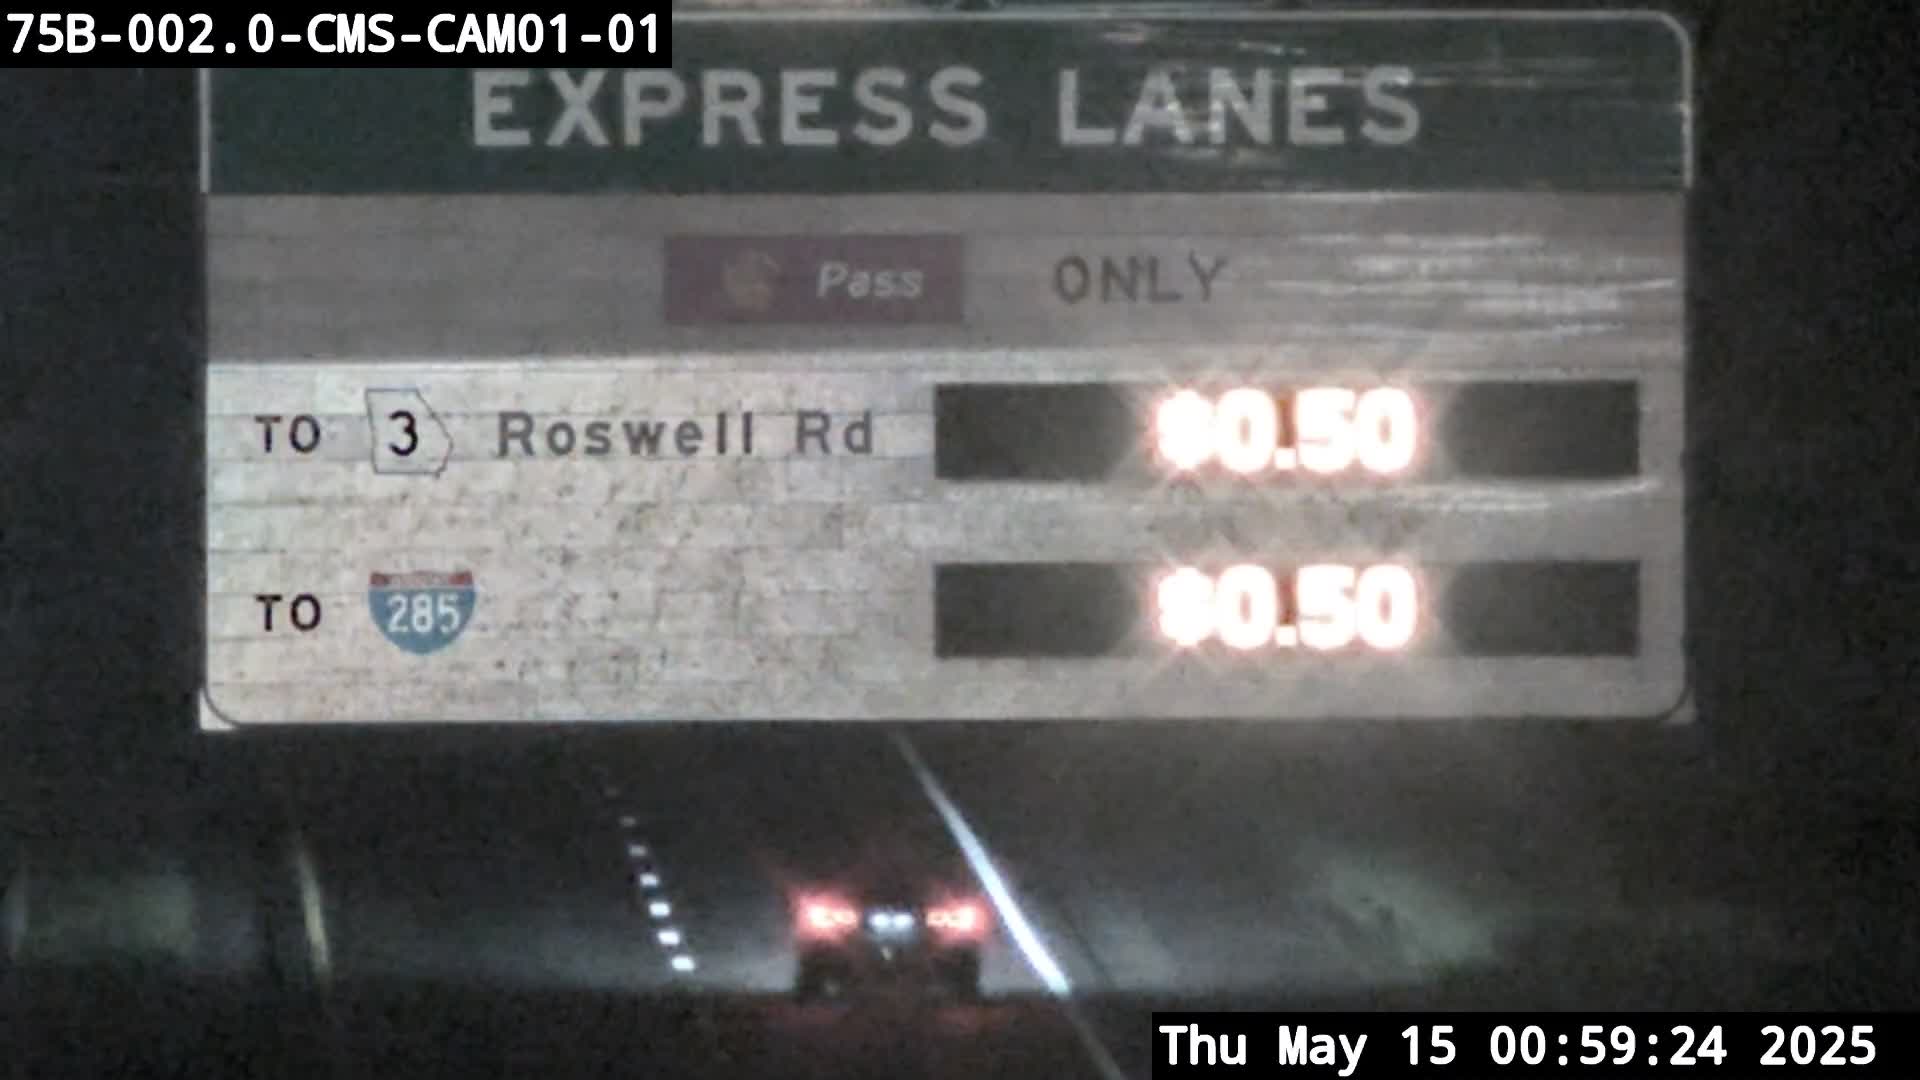 75B-002.0-CMS-CAM01-01
EXPRESS LANES
Pass ONLY
TO 3 Roswell Rd $0.50
TO 285 $0.50
Thu May 15 00:59:24 2025